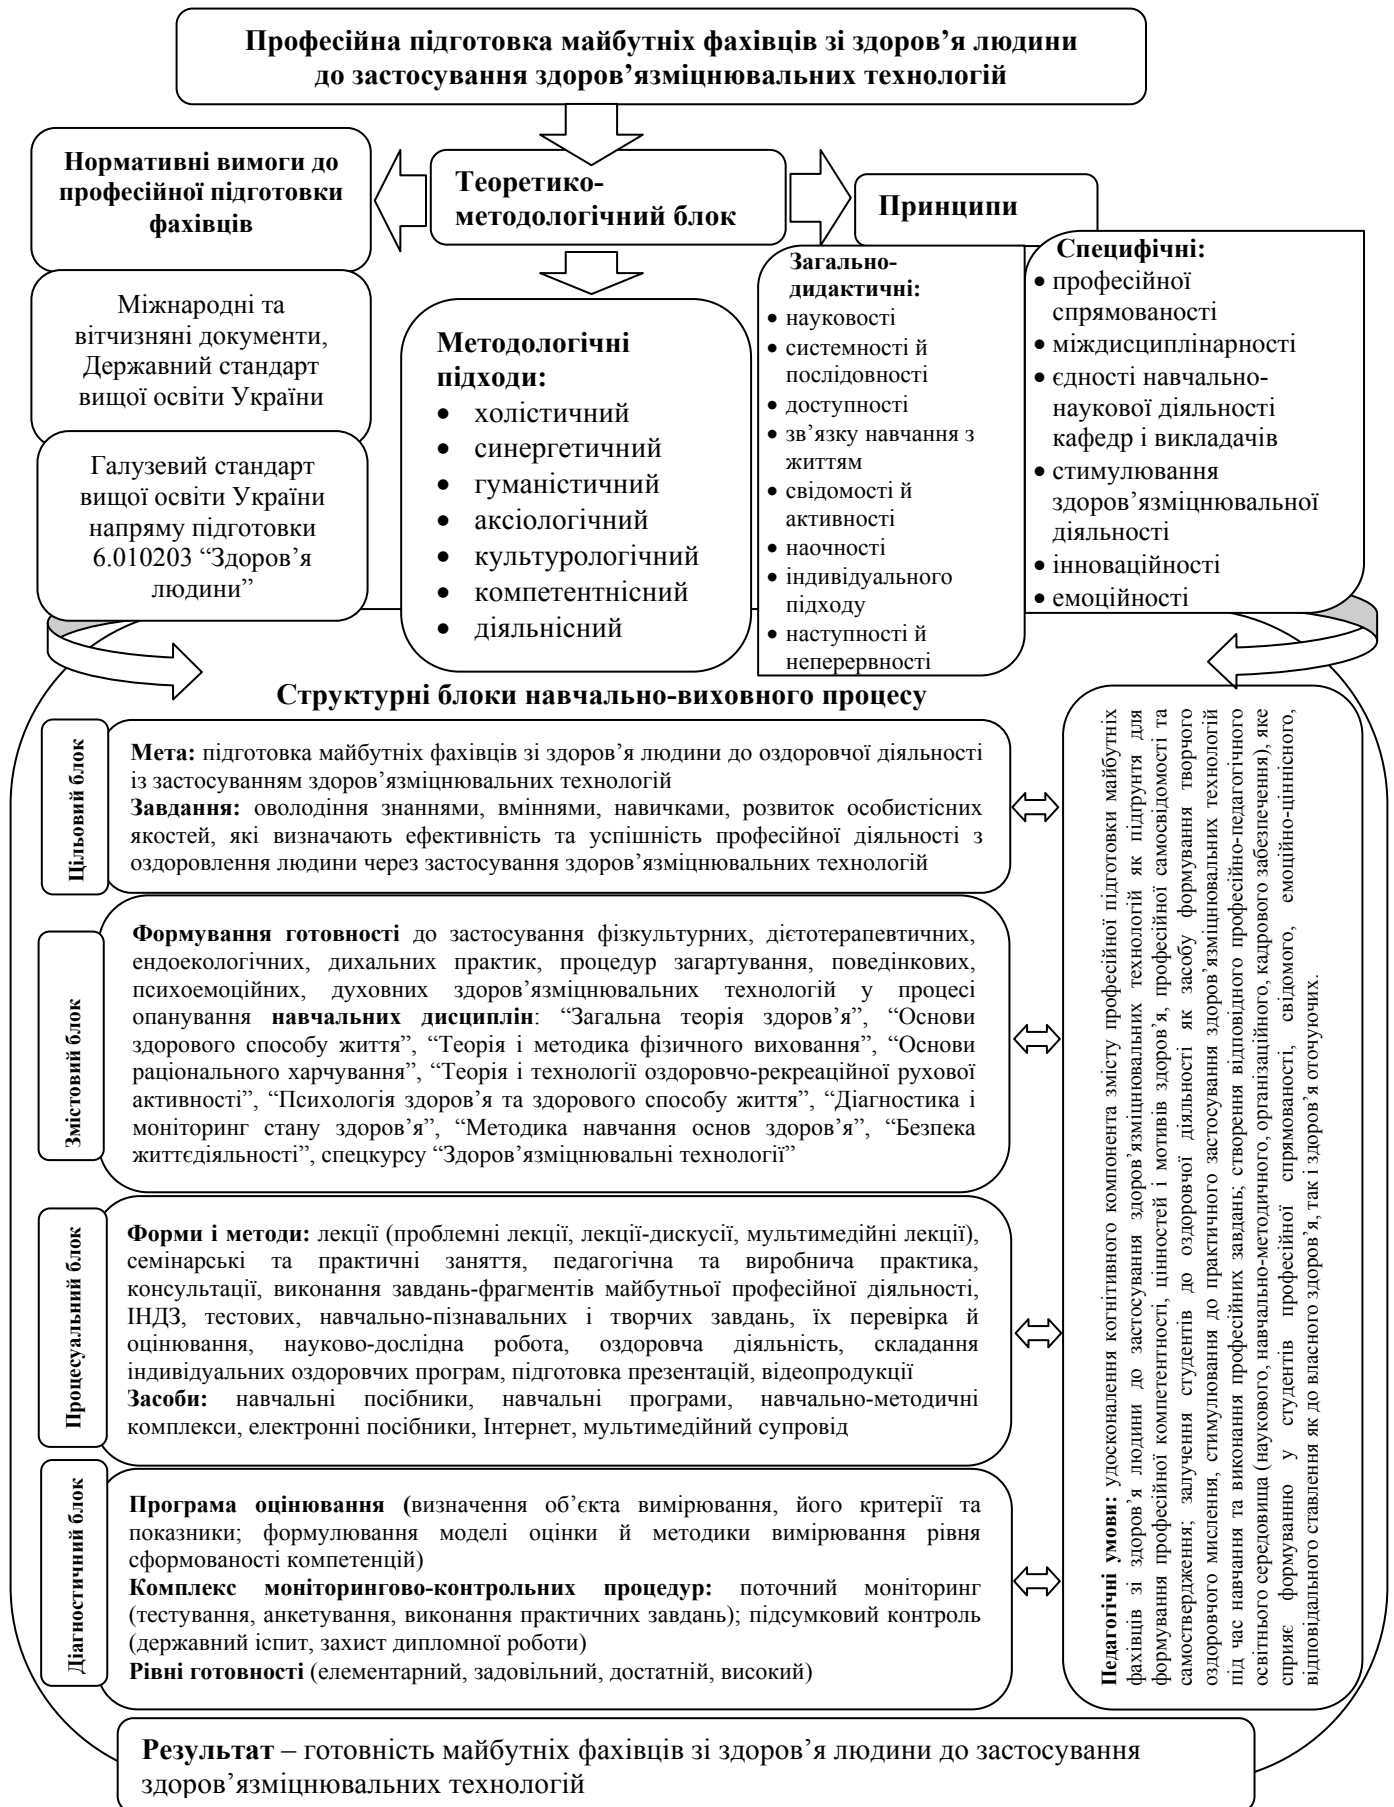 Професійна підготовка майбутніх фахівців зі здоров’я людини
до застосування здоров’язміцнювальних технологій
Нормативні вимоги до
професійної підготовки
фахівців
Міжнародні та
вітчизняні документи,
Державний стандарт
вищої освіти України
Галузевий стандарт
вищої освіти України
напряму підготовки
6.010203 “Здоров’я
людини”
Теоретико-
методологічний блок
Методологічні
підходи:
• холістичний
• синергетичний
• гуманістичний
• аксіологічний
• культурологічний
• компетентнісний
• діяльнісний
Принципи
Загально-
дидактичні:
• науковості
• системності й
послідовності
• доступності
• зв’язку навчання з
життям
• свідомості й
активності
• наочності
• індивідуального
підходу
• наступності й
неперервності
Специфічні:
• професійної
спрямованості
• міждисциплінарності
• єдності навчально-
наукової діяльності
кафедр і викладачів
• стимулювання
здоров’язміцнювальної
діяльності
• інноваційності
• емоційності
Структурні блоки навчально-виховного процесу
Цільовий блок
Мета: підготовка майбутніх фахівців зі здоров’я людини до оздоровчої діяльності
із застосуванням здоров’язміцнювальних технологій
Завдання: оволодіння знаннями, вміннями, навичками, розвиток особистісних
якостей, які визначають ефективність та успішність професійної діяльності з
оздоровлення людини через застосування здоров’язміцнювальних технологій
Змістовий блок
Формування готовності до застосування фізкультурних, дієтотерапевтичних,
ендоекологічних, дихальних практик, процедур загартування, поведінкових,
психоемоційних, духовних здоров’язміцнювальних технологій у процесі
опанування навчальних дисциплін: “Загальна теорія здоров’я”, “Основи
здорового способу життя”, “Теорія і методика фізичного виховання”, “Основи
раціонального харчування”, “Теорія і технології оздоровчо-рекреаційної рухової
активності”, “Психологія здоров’я та здорового способу життя”, “Діагностика і
моніторинг стану здоров’я”, “Методика навчання основ здоров’я”, “Безпека
життєдіяльності”, спецкурсу “Здоров’язміцнювальні технології”
Процесуальний блок
Форми і методи: лекції (проблемні лекції, лекції-дискусії, мультимедійні лекції),
семінарські та практичні заняття, педагогічна та виробнича практика,
консультації, виконання завдань-фрагментів майбутньої професійної діяльності,
ІНДЗ, тестових, навчально-пізнавальних і творчих завдань, їх перевірка й
оцінювання, науково-дослідна робота, оздоровча діяльність, складання
індивідуальних оздоровчих програм, підготовка презентацій, відеопродукції
Засоби: навчальні посібники, навчальні програми, навчально-методичні
комплекси, електронні посібники, Інтернет, мультимедійний супровід
Діагностичний блок
Програма оцінювання (визначення об’єкта вимірювання, його критерії та
показники; формулювання моделі оцінки й методики вимірювання рівня
сформованості компетенцій)
Комплекс моніторингово-контрольних процедур: поточний моніторинг
(тестування, анкетування, виконання практичних завдань); підсумковий контроль
(державний іспит, захист дипломної роботи)
Рівні готовності (елементарний, задовільний, достатній, високий)
Педагогічні умови: удосконалення когнітивного компонента змісту професійної підготовки майбутніх
фахівців зі здоров’я людини до застосування здоров’язміцнювальних технологій як підґрунтя для
формування професійної компетентності, цінностей і мотивів здоров’я, професійної самосвідомості та
самоствердження; залучення студентів до оздоровчої діяльності як засобу формування творчого
оздоровчого мислення, стимулювання до практичного застосування здоров’язміцнювальних технологій
під час навчання та виконання професійних завдань; створення відповідного професійно-педагогічного
освітнього середовища (наукового, навчально-методичного, організаційного, кадрового забезпечення), яке
сприяє формуванню у студентів професійної спрямованості, свідомого, емоційно-ціннісного,
відповідального ставлення як до власного здоров’я, так і здоров’я оточуючих.
Результат – готовність майбутніх фахівців зі здоров’я людини до застосування
здоров’язміцнювальних технологій